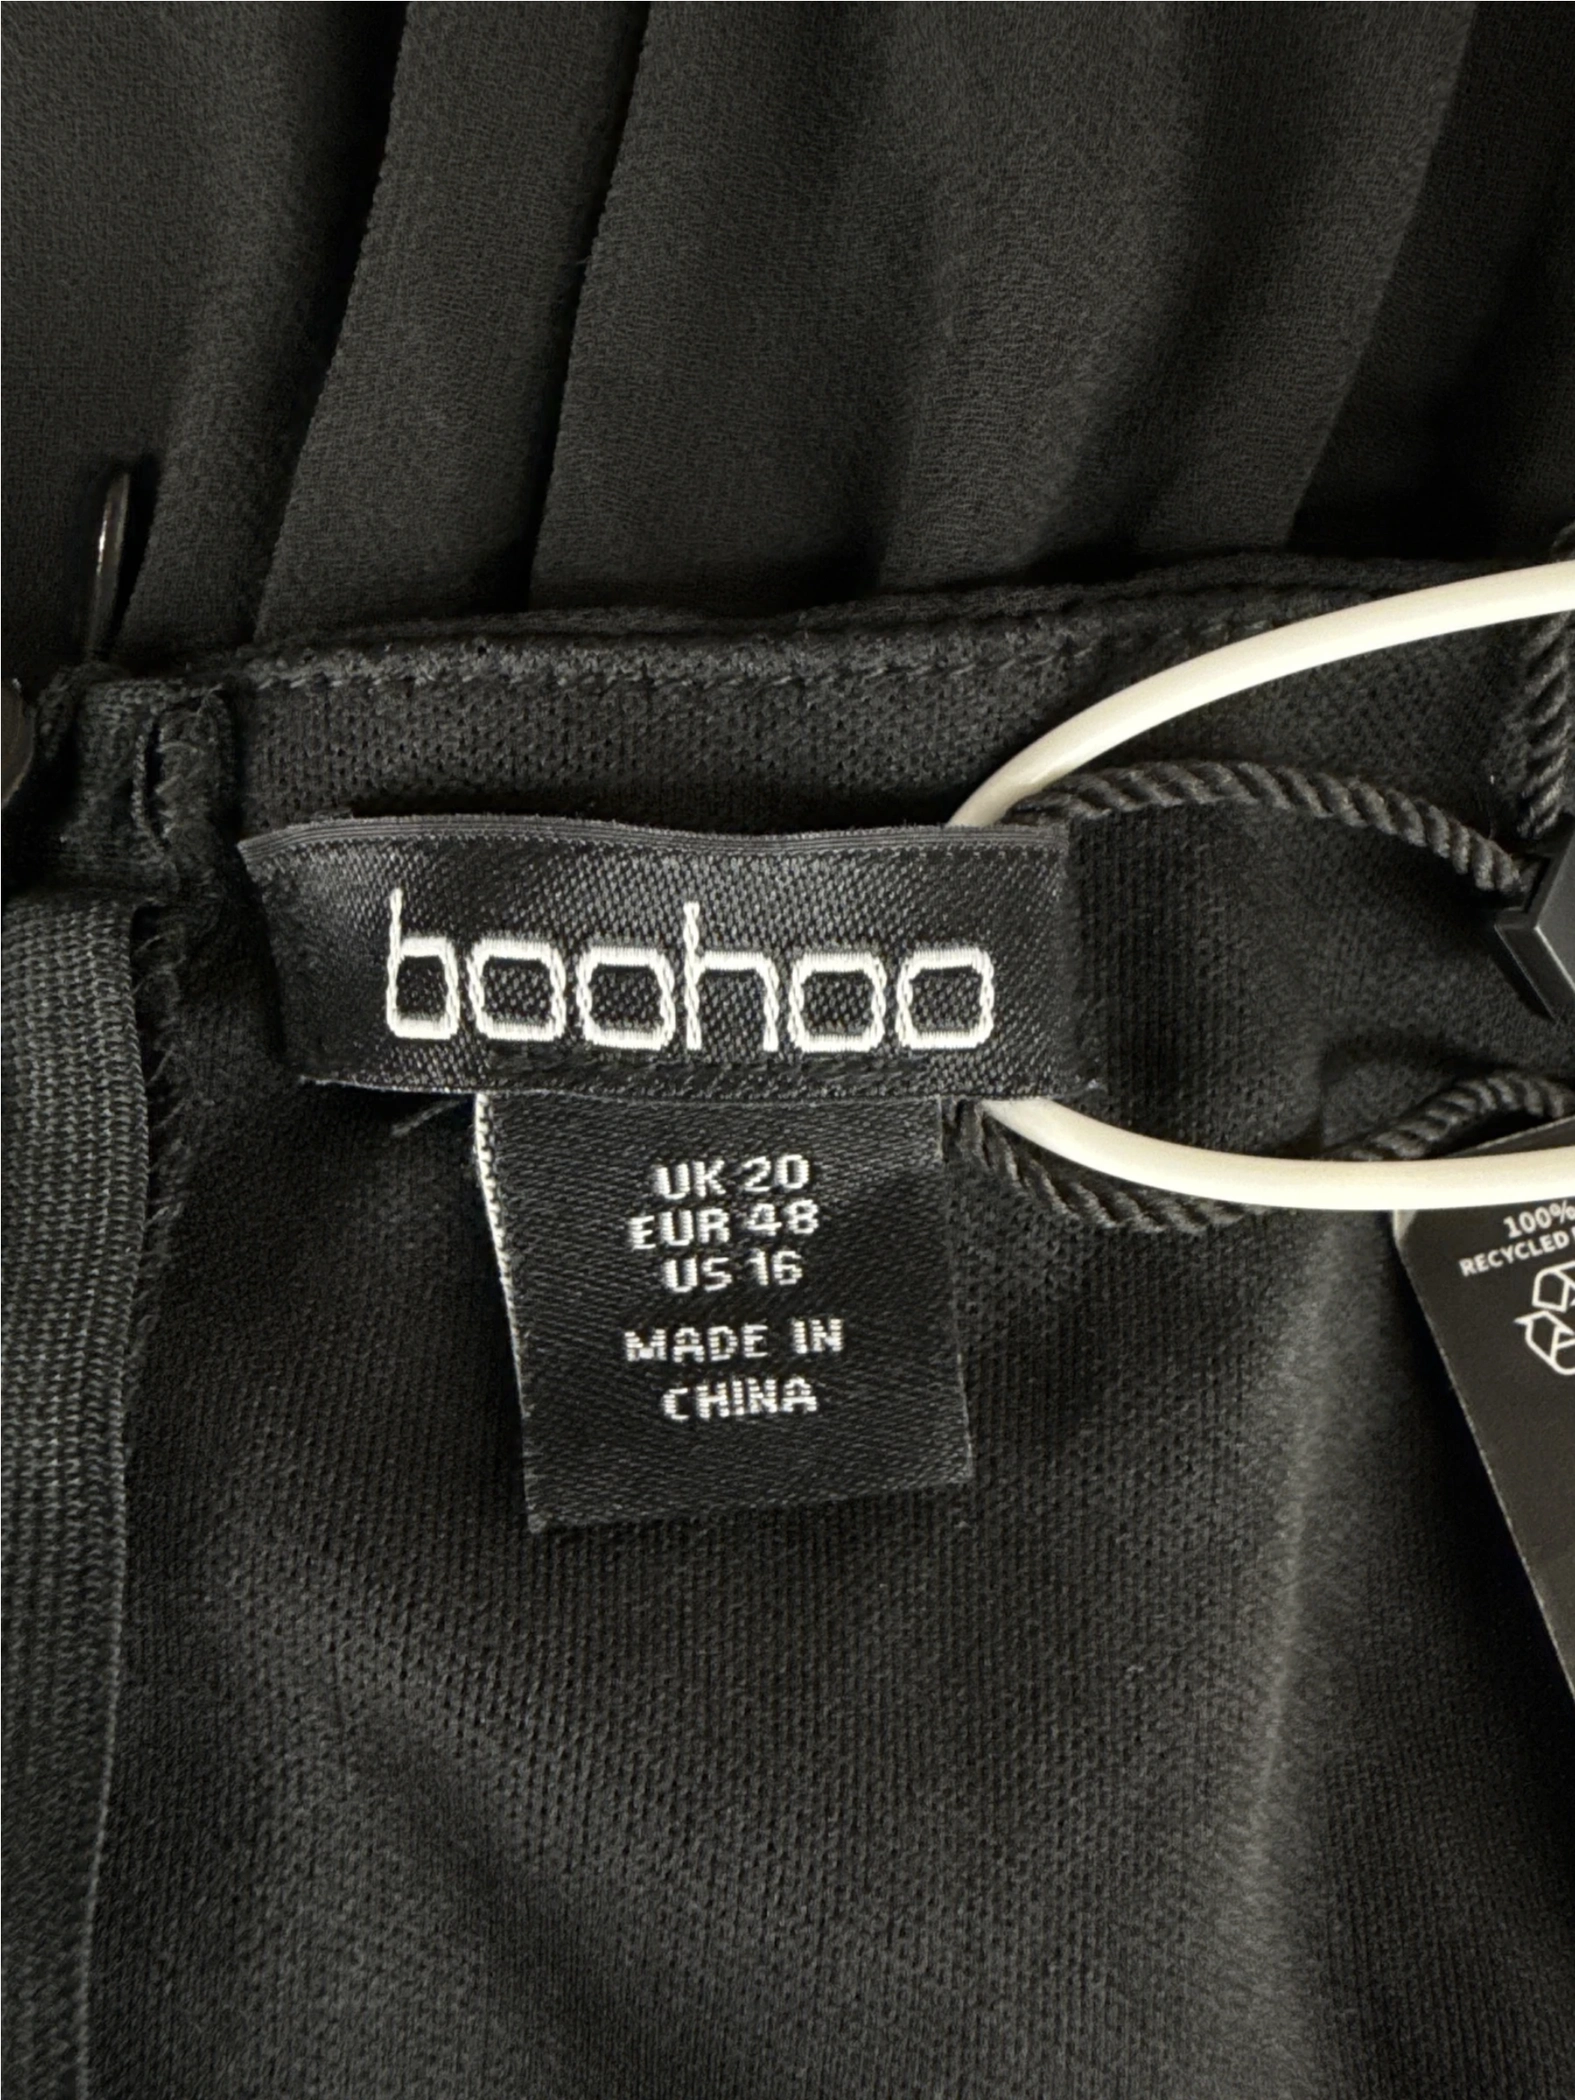 boohoo
UK 20
EUR 48
US 16
MADE IN
CHINA
100%
RECYCLED